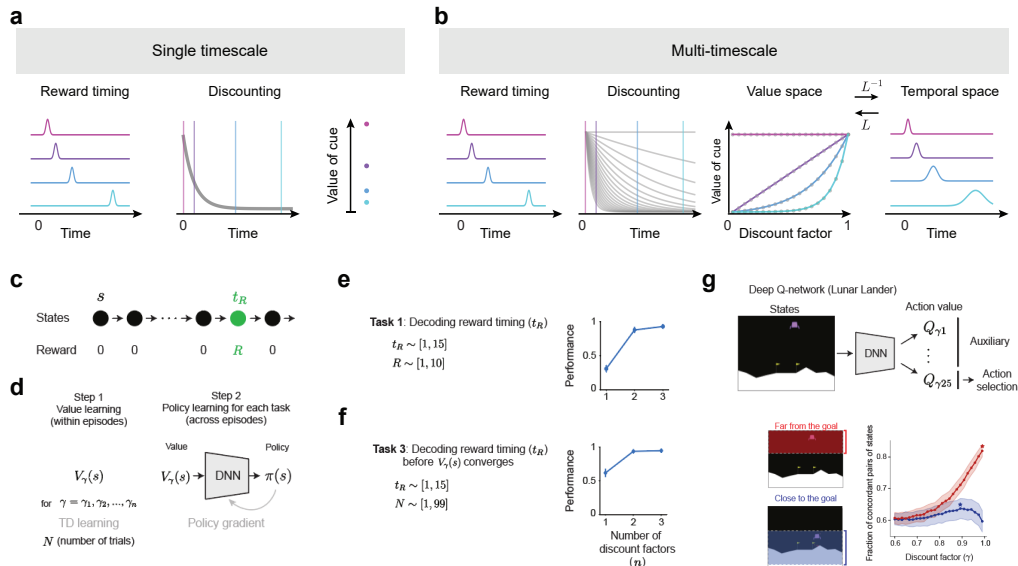 a
Single timescale
Reward timing
Discounting
Value of cue
0
Time
0
Time
b
Multi-timescale
Reward timing
Discounting
Value space
L⁻¹
L
Temporal space
Value of cue
0
Time
0
Time
0
1
Discount factor
0
Time
c
s
t_R
States
Reward
0 0 0 R 0
d
Step 1
Value learning
(within episodes)
V_γ(s)
for γ = γ₁, γ₂, ..., γₙ
TD learning
N (number of trials)
Step 2
Policy learning for each task
(across episodes)
Value
Policy
V_γ(s)
DNN
π(s)
Policy gradient
e
Task 1: Decoding reward timing (t_R)
t_R ∼ [1, 15]
R ∼ [1, 10]
Performance
1
0.5
0
1 2 3
f
Task 3: Decoding reward timing (t_R)
before V_γ(s) converges
t_R ∼ [1, 15]
N ∼ [1, 99]
Performance
1
0.5
0
1 2 3
Number of
discount factors
(n)
g
Deep Q-network (Lunar Lander)
States
DNN
Action value
Q_γ1
⋮
Q_γ25
Auxiliary
Action
selection
Far from the goal
Close to the goal
Fraction of concordant pairs of states
0.8
0.7
0.6
0.6 0.7 0.8 0.9 1.0
Discount factor (γ)